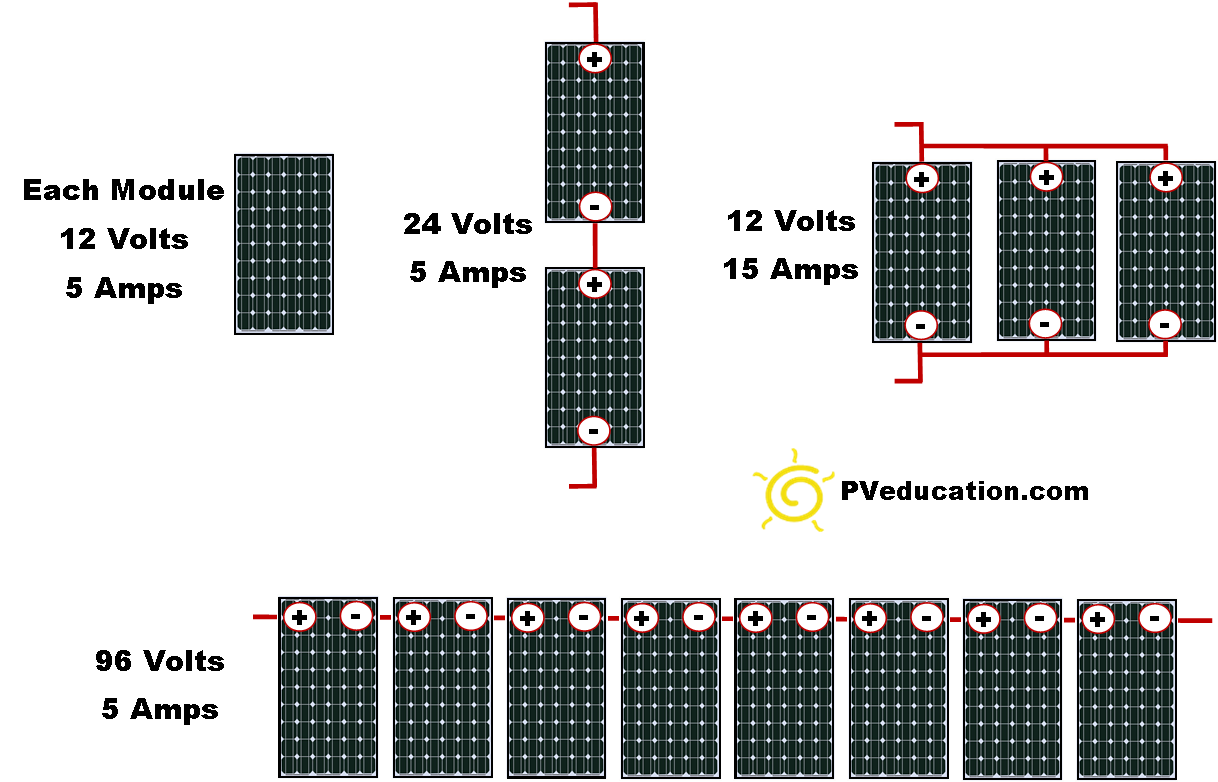 Each Module
12 Volts
5 Amps
+
-
+
-
24 Volts
5 Amps
+
+
+
-
-
-
12 Volts
15 Amps
PVeducation.com
+ - + - + - + - + - + - + - + -
96 Volts
5 Amps